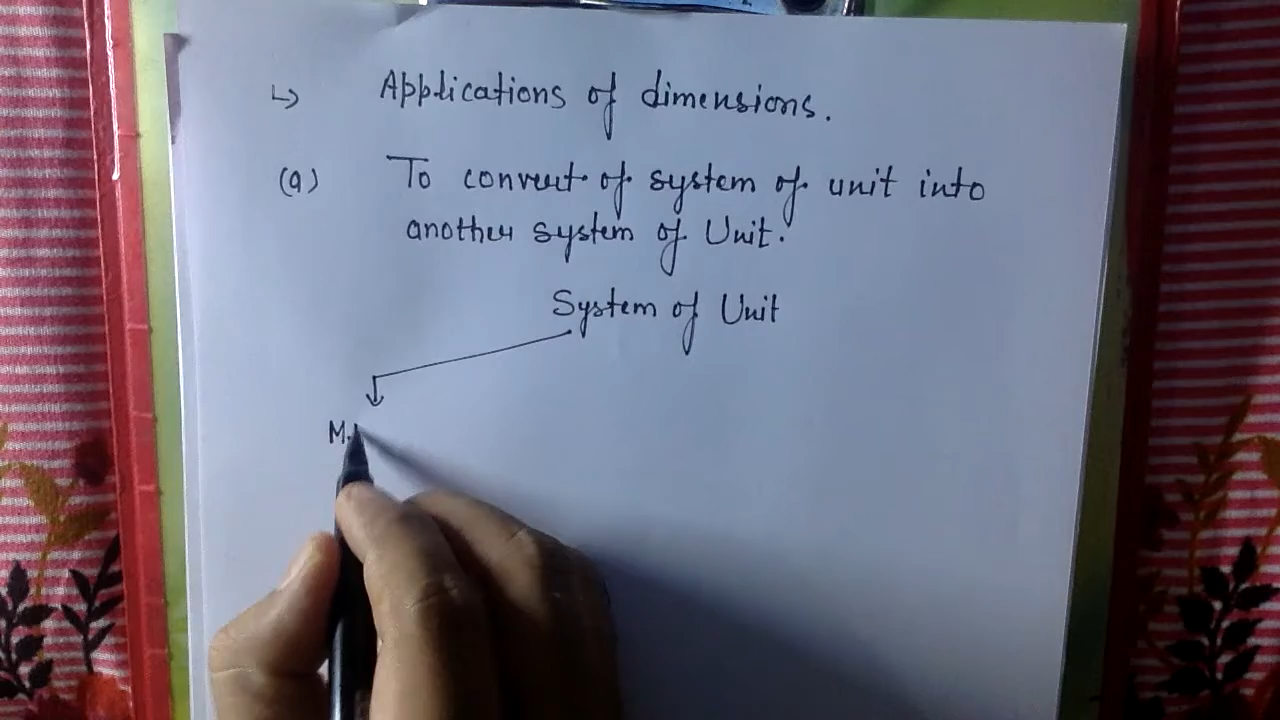 ↳ Applications of dimensions.
(a) To convert of system of unit into
another system of Unit.
System of Unit
M.